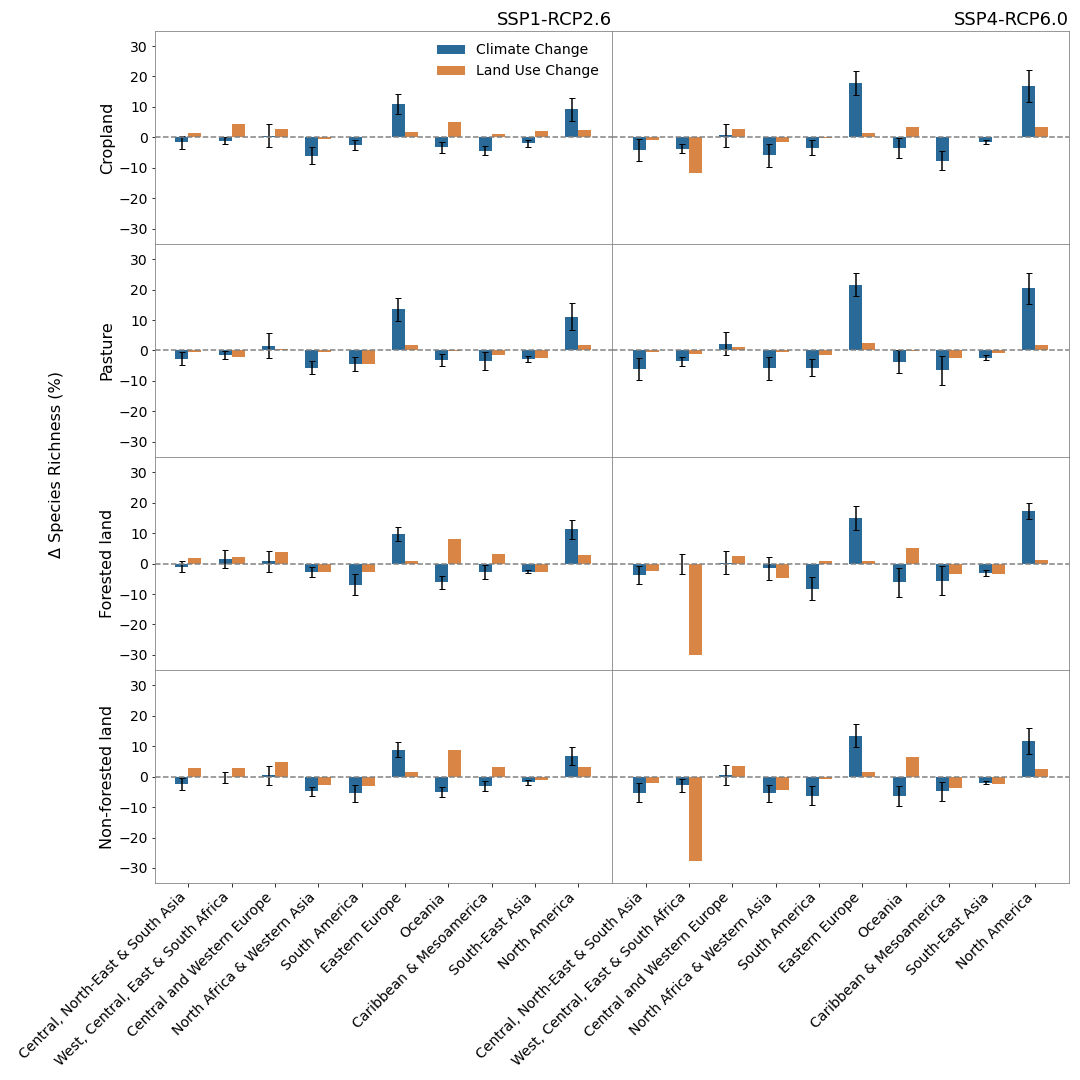 SSP1-RCP2.6
SSP4-RCP6.0
Climate Change
Land Use Change
Δ Species Richness (%)
Cropland
30
20
10
0
−10
−20
−30
Pasture
30
20
10
0
−10
−20
−30
Forested land
30
20
10
0
−10
−20
−30
Non-forested land
30
20
10
0
−10
−20
−30
Central, North-East & South Asia
West, Central, East & South Africa
Central and Western Europe
North Africa & Western Asia
South America
Eastern Europe
Oceania
Caribbean & Mesoamerica
South-East Asia
North America
Central, North-East & South Asia
West, Central, East & South Africa
Central and Western Europe
North Africa & Western Asia
South America
Eastern Europe
Oceania
Caribbean & Mesoamerica
South-East Asia
North America